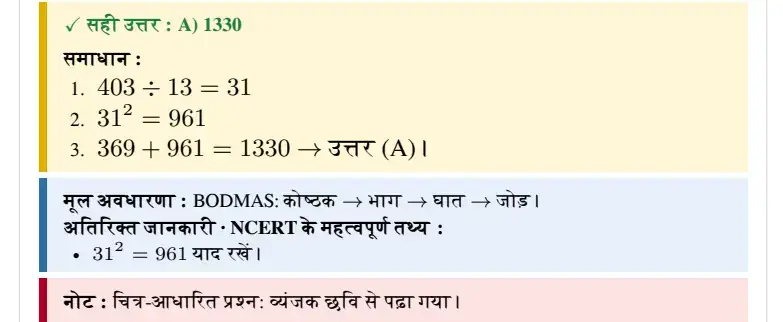 ✓ सही उत्तर : A) 1330
समाधान :
1. 403 ÷ 13 = 31
2. 31² = 961
3. 369 + 961 = 1330 → उत्तर (A)।
मूल अवधारणा : BODMAS: कोष्ठक → भाग → घात → जोड़।
अतिरिक्त जानकारी · NCERT के महत्वपूर्ण तथ्य :
• 31² = 961 याद रखें।
नोट : चित्र-आधारित प्रश्न: व्यंजक छवि से पढ़ा गया।